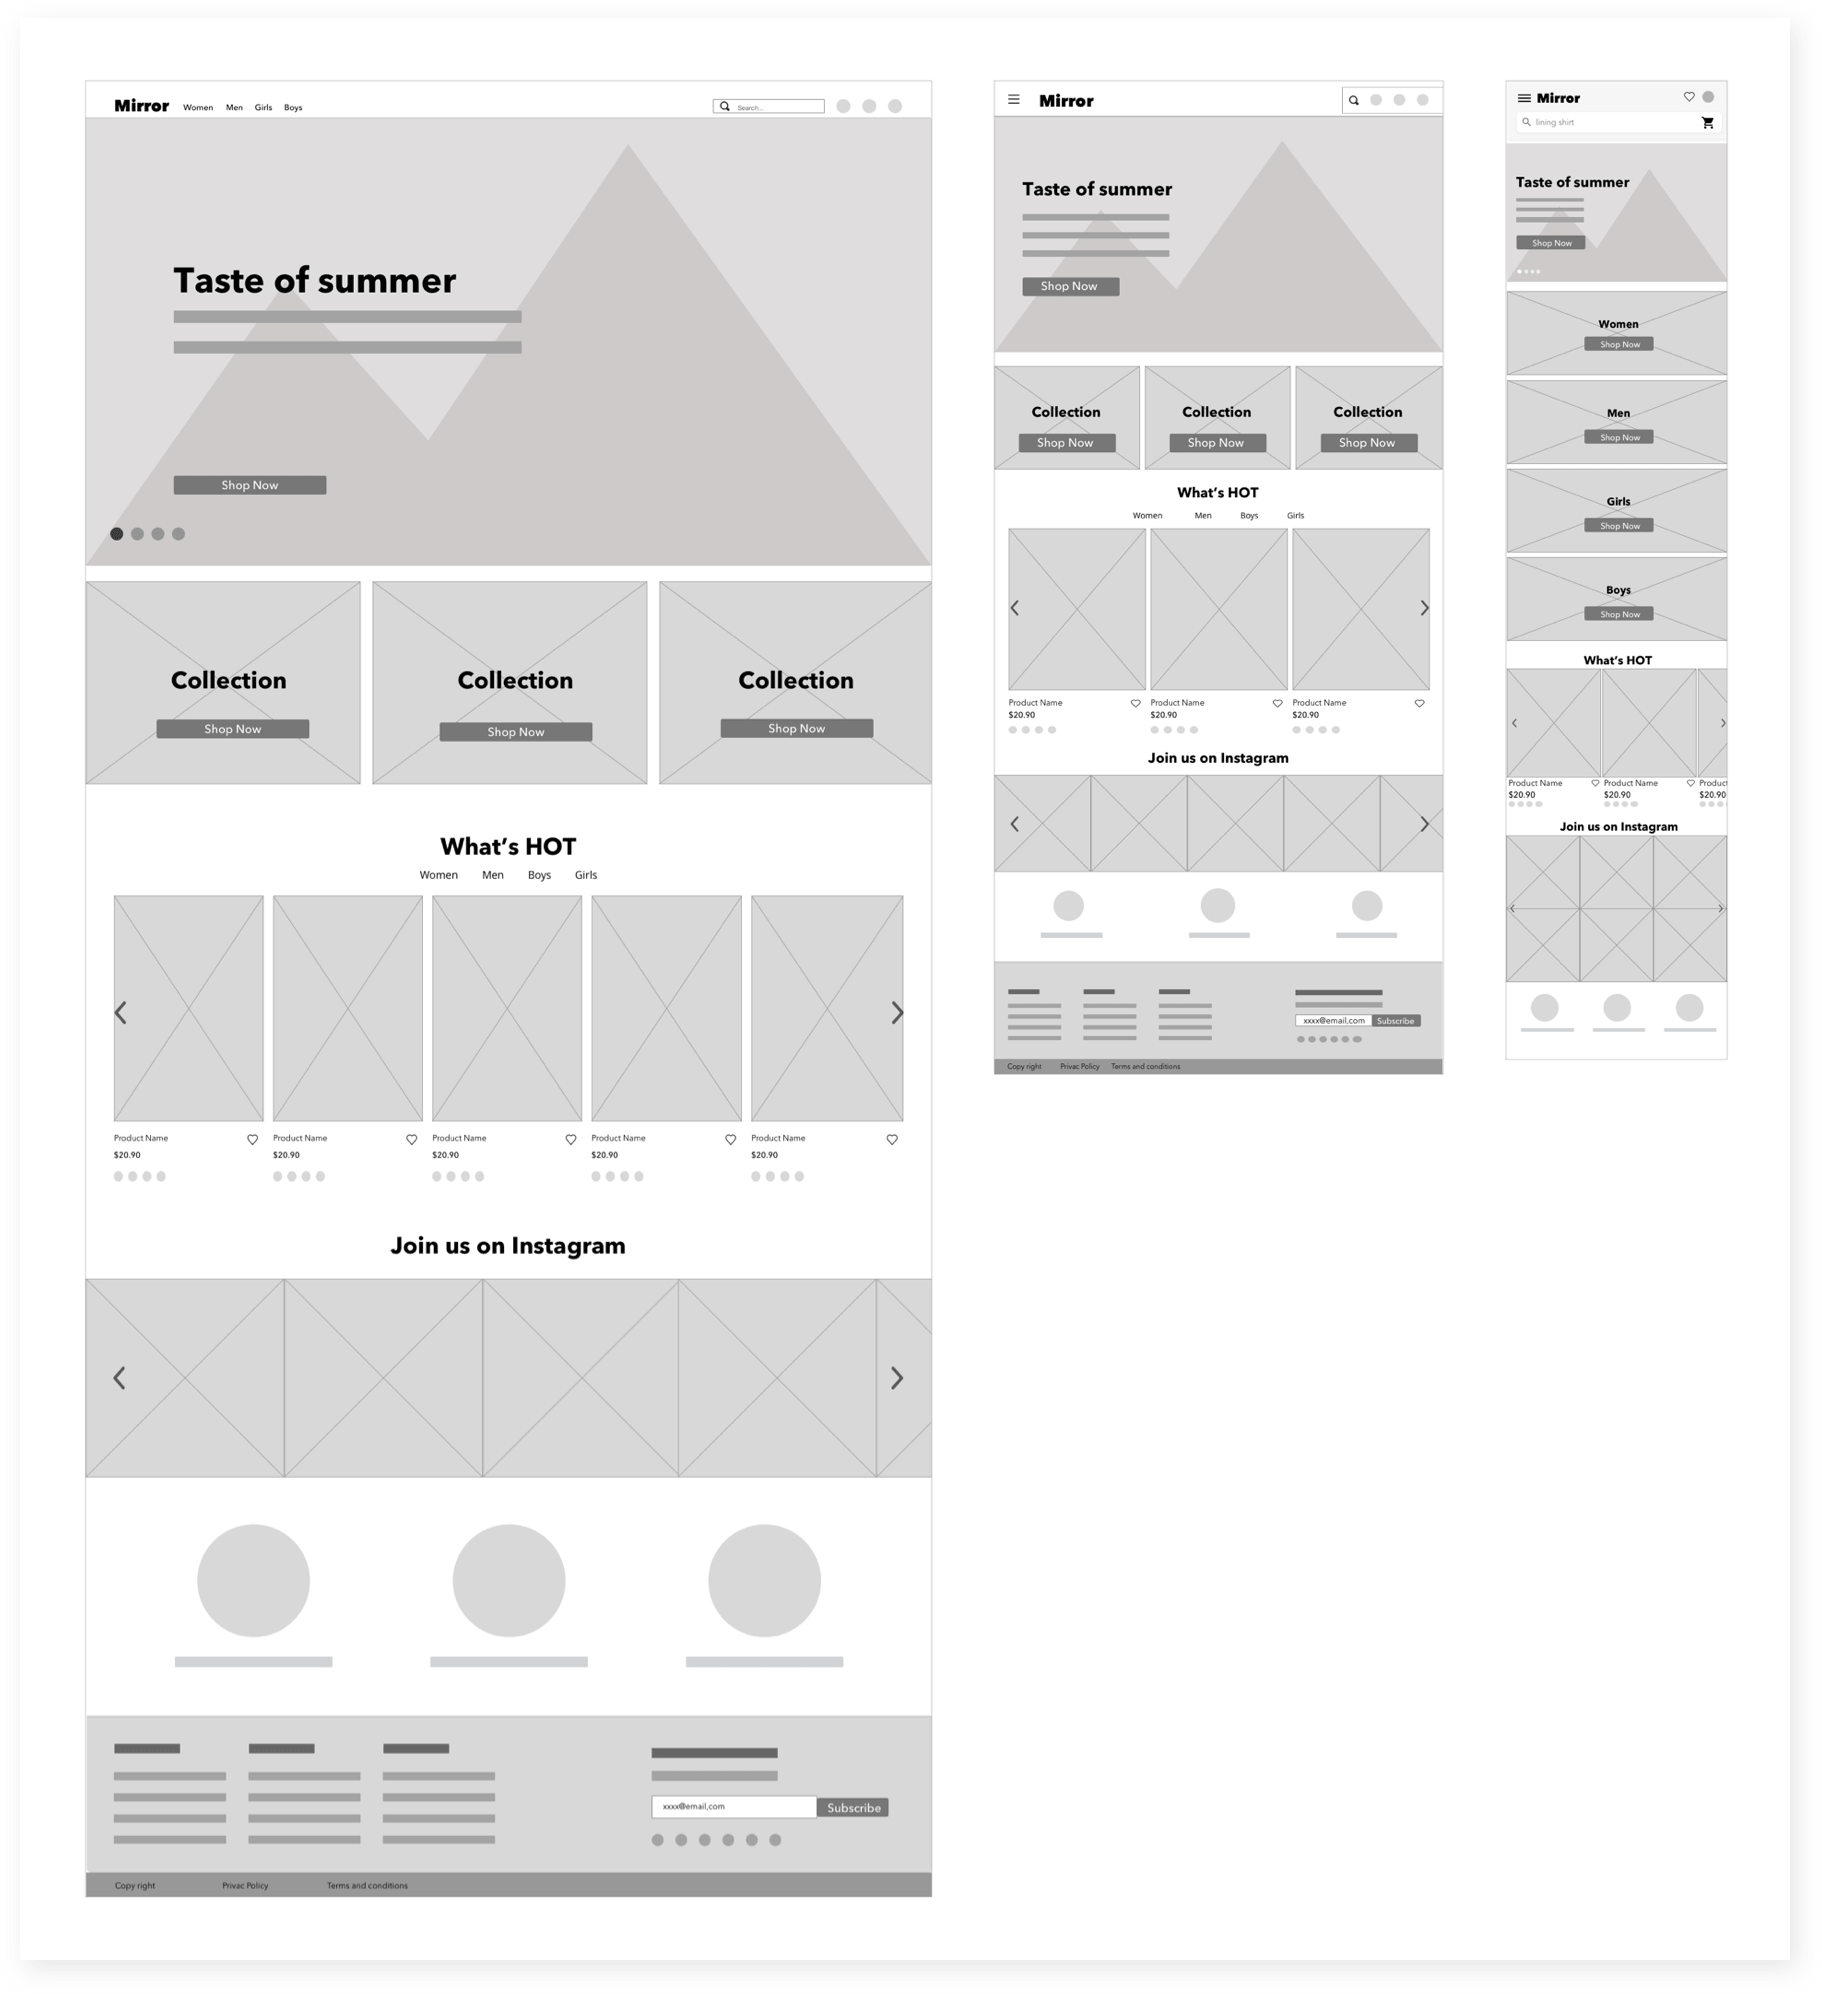 Mirror Women Men Girls Boys Search...
Taste of summer
Shop Now
Collection Collection Collection
Shop Now Shop Now Shop Now
What's HOT
Women Men Boys Girls
Product Name Product Name Product Name Product Name Product Name
$20.90 $20.90 $20.90 $20.90 $20.90
Join us on Instagram
xxxx@email,com Subscribe
Copy right Privac Policy Terms and conditions
Mirror
Taste of summer
Shop Now
Collection Collection Collection
Shop Now Shop Now Shop Now
What's HOT
Women Men Boys Girls
Product Name Product Name Product Name
$20.90 $20.90 $20.90
Join us on Instagram
xxxx@email,com Subscribe
Copy right Privac Policy Terms and conditions
Mirror
lining shirt
Taste of summer
Shop Now
Women
Shop Now
Men
Shop Now
Girls
Shop Now
Boys
Shop Now
What's HOT
Product Name Product Name Product
$20.90 $20.90 $20.90
Join us on Instagram